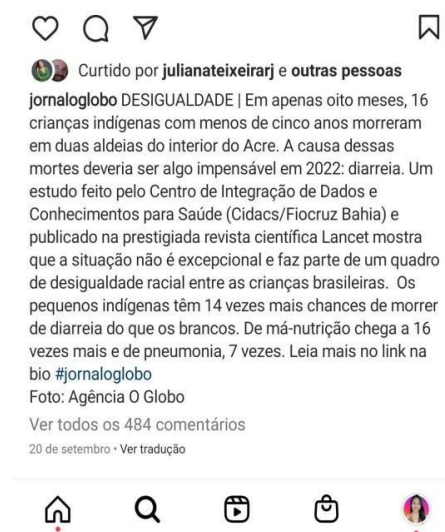 Curtido por julianateixeirarj e outras pessoas
jornaloglobo DESIGUALDADE | Em apenas oito meses, 16
crianças indígenas com menos de cinco anos morreram
em duas aldeias do interior do Acre. A causa dessas
mortes deveria ser algo impensável em 2022: diarreia. Um
estudo feito pelo Centro de Integração de Dados e
Conhecimentos para Saúde (Cidacs/Fiocruz Bahia) e
publicado na prestigiada revista científica Lancet mostra
que a situação não é excepcional e faz parte de um quadro
de desigualdade racial entre as crianças brasileiras. Os
pequenos indígenas têm 14 vezes mais chances de morrer
de diarreia do que os brancos. De má-nutrição chega a 16
vezes mais e de pneumonia, 7 vezes. Leia mais no link na
bio #jornaloglobo
Foto: Agência O Globo
Ver todos os 484 comentários
20 de setembro • Ver tradução